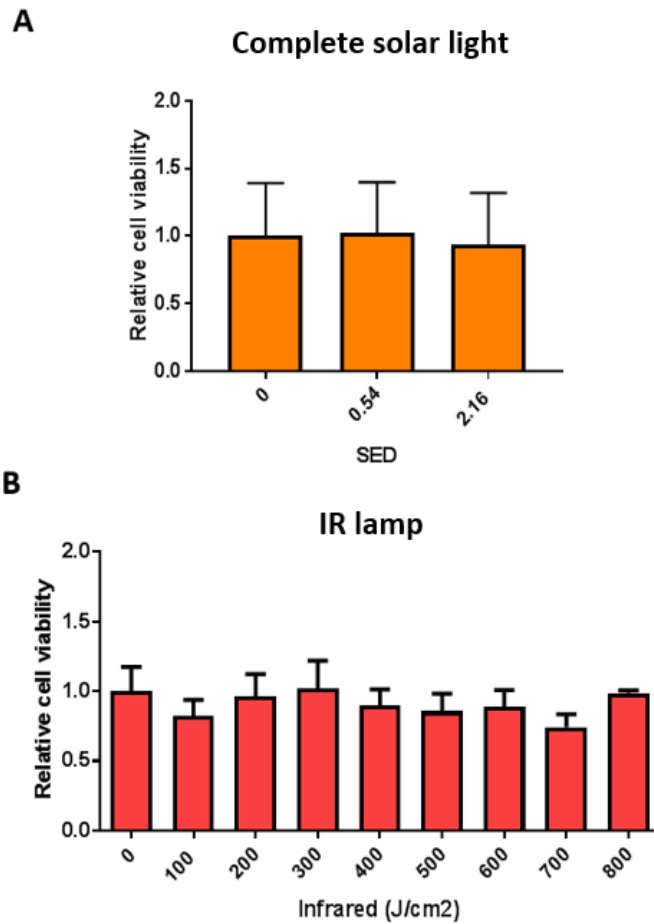 A
Complete solar light
Relative cell viability
2.0
1.5
1.0
0.5
0.0
0
0.54
2.16
SED
B
IR lamp
Relative cell viability
2.0
1.5
1.0
0.5
0.0
0
100
200
300
400
500
600
700
800
Infrared (J/cm2)